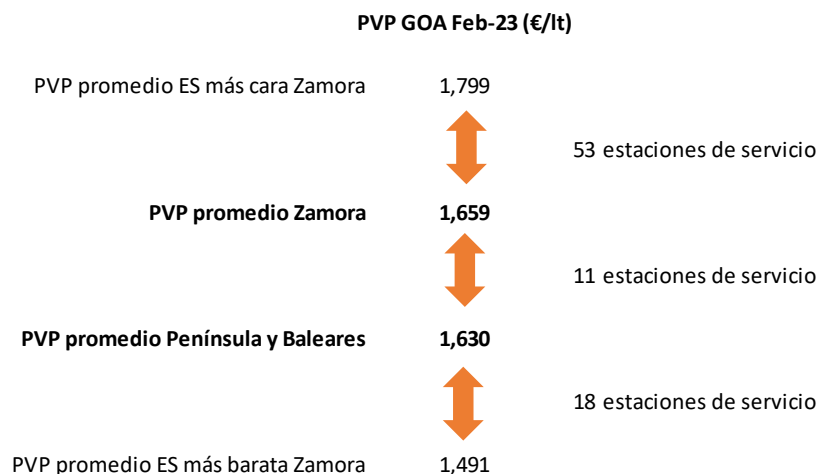 PVP GOA Feb-23 (€/lt)
PVP promedio ES más cara Zamora 1,799
53 estaciones de servicio
PVP promedio Zamora 1,659
11 estaciones de servicio
PVP promedio Península y Baleares 1,630
18 estaciones de servicio
PVP promedio ES más barata Zamora 1,491